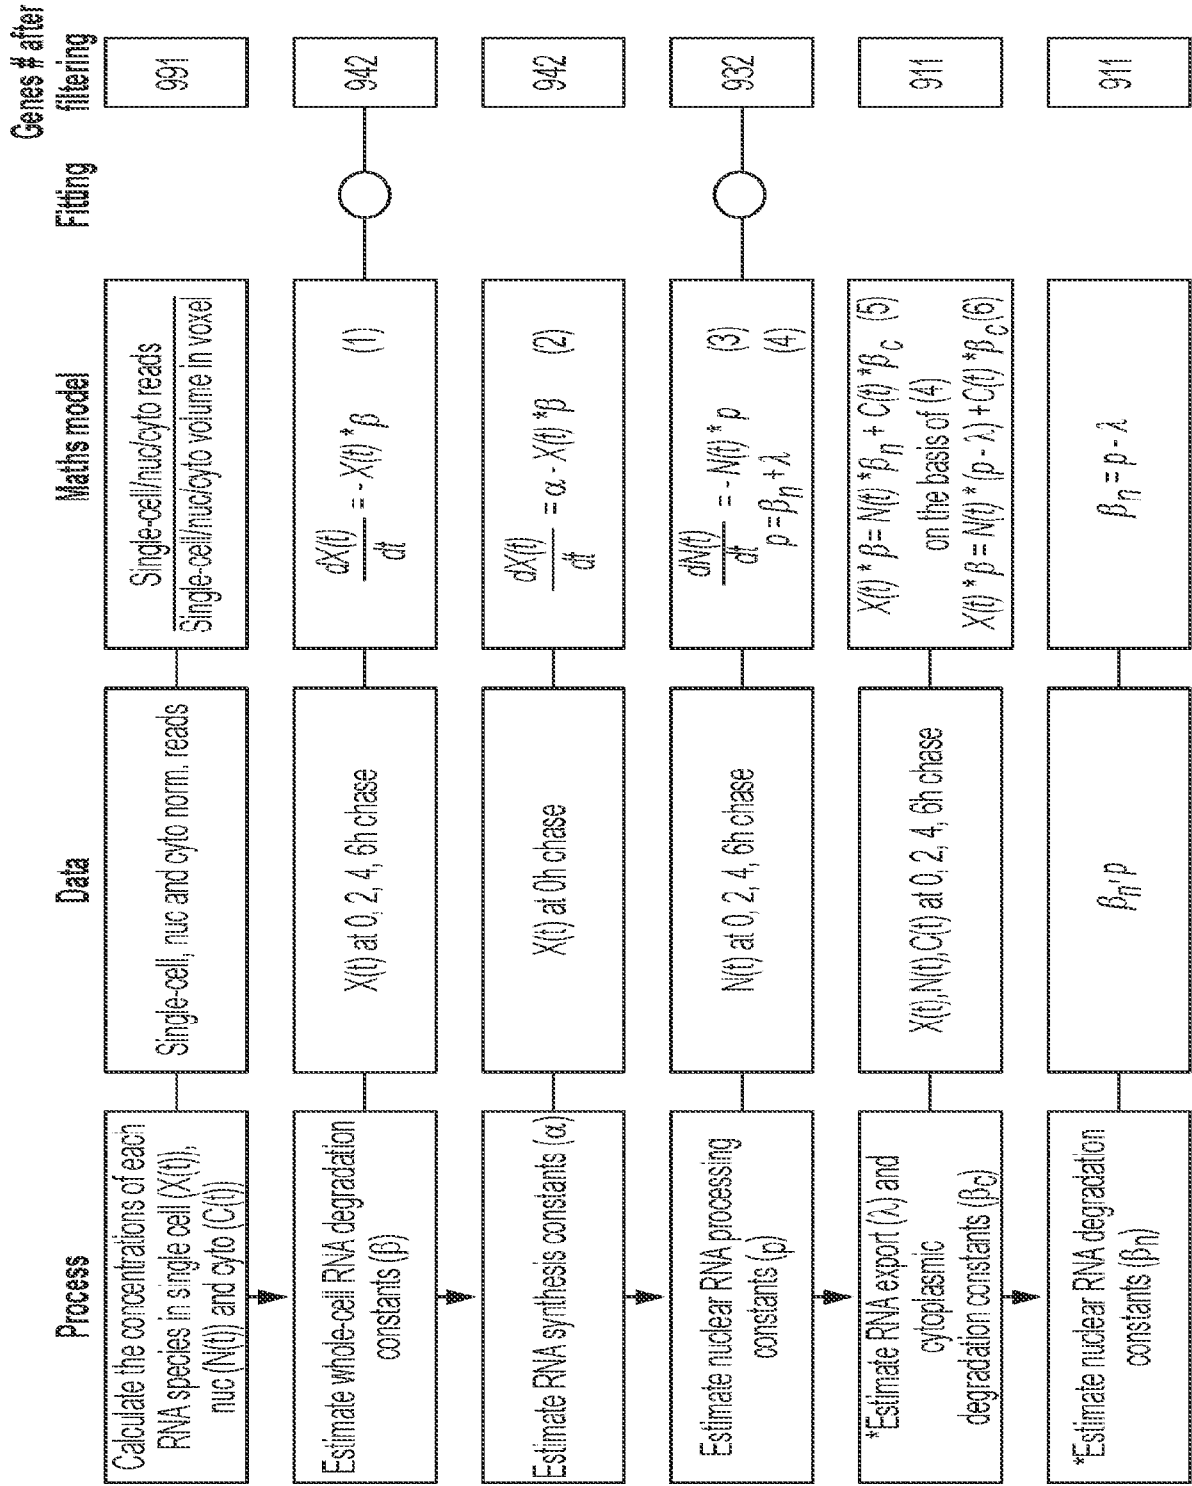 Process
Data
Maths model
Fitting
Genes # after
filtering
Calculate the concentrations of each
RNA species in single cell (X(t)),
nuc (N(t)) and cyto (C(t))
Single-cell, nuc and cyto norm. reads
Single-cell/nuc/cyto reads
Single-cell/nuc/cyto volume in voxel
991
Estimate whole-cell RNA degradation
constants (β)
X(t) at 0, 2, 4, 6h chase
dX(t)/dt = - X(t) * β (1)
942
Estimate RNA synthesis constants (α)
X(t) at 0h chase
dX(t)/dt = α - X(t) * β (2)
942
Estimate nuclear RNA processing
constants (p)
N(t) at 0, 2, 4, 6h chase
dN(t)/dt = - N(t) * p (3)
p = βn + λ (4)
932
*Estimate RNA export (λ) and
cytoplasmic
degradation constants (βc)
X(t),N(t),C(t) at 0, 2, 4, 6h chase
X(t) * β = N(t) * βn + C(t) * βc (5)
on the basis of (4)
X(t) * β = N(t) * (p - λ) + C(t) * βc (6)
911
*Estimate nuclear RNA degradation
constants (βn)
βn, p
βn = p - λ
911